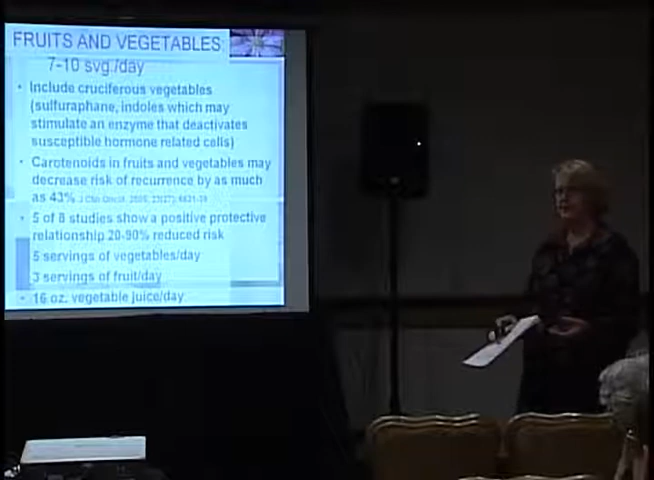 FRUITS AND VEGETABLES
7-10 svg./day
• Include cruciferous vegetables
(sulfuraphane, indoles which may
stimulate an enzyme that deactivates
susceptible hormone related cells)
• Carotenoids in fruits and vegetables may
decrease risk of recurrence by as much
as 43% J Clin Oncol. 2005
• 5 of 8 studies show a positive protective
relationship 20-90% reduced risk
5 servings of vegetables/day
3 servings of fruit/day
• 16 oz. vegetable juice/day